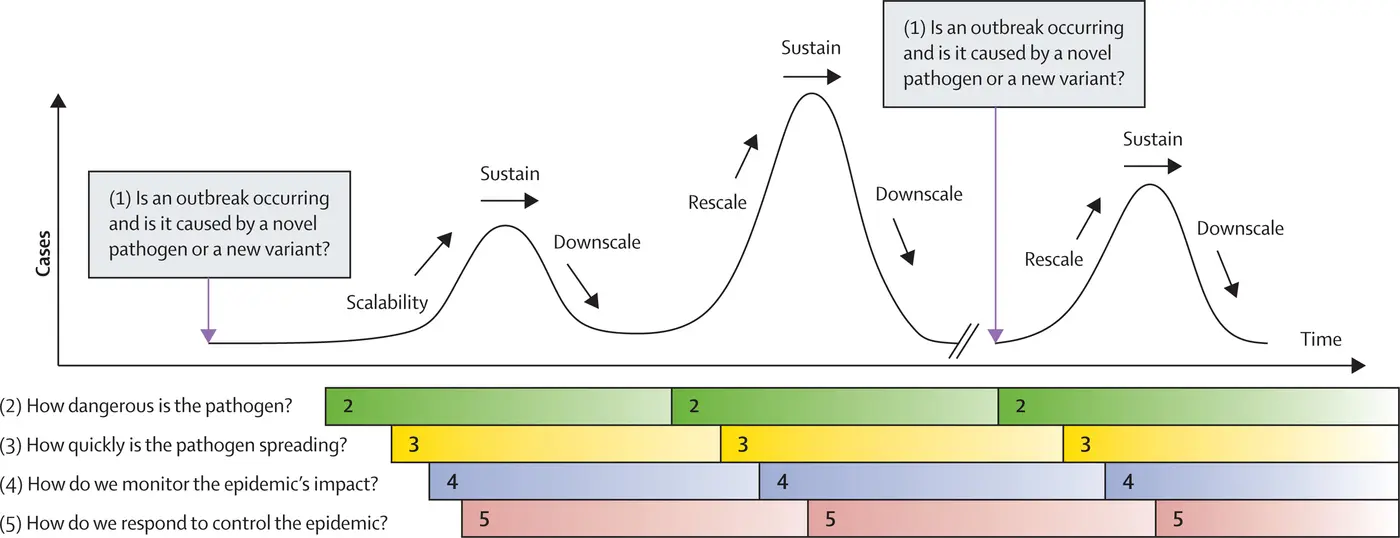 Cases
(1) Is an outbreak occurring
and is it caused by a novel
pathogen or a new variant?
Scalability
Sustain
Downscale
Rescale
Sustain
Downscale
(1) Is an outbreak occurring
and is it caused by a novel
pathogen or a new variant?
Rescale
Sustain
Downscale
Time
(2) How dangerous is the pathogen? 2 2 2
(3) How quickly is the pathogen spreading? 3 3 3
(4) How do we monitor the epidemic's impact? 4 4 4
(5) How do we respond to control the epidemic? 5 5 5